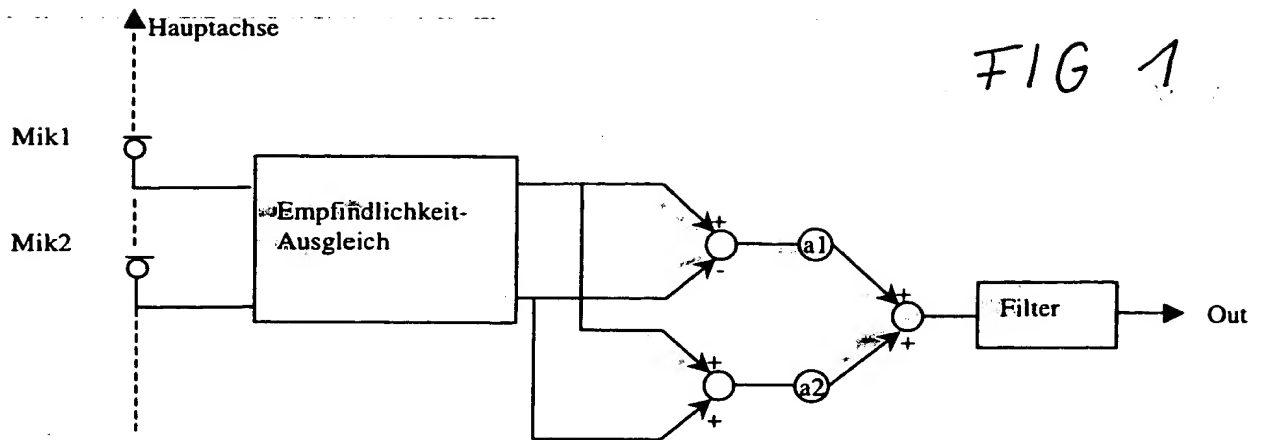 Hauptachse
FIG 1
Mik1
Empfindlichkeit-
Ausgleich
Mik2
+
-
a1
+
+
Filter
Out
+
+
a2